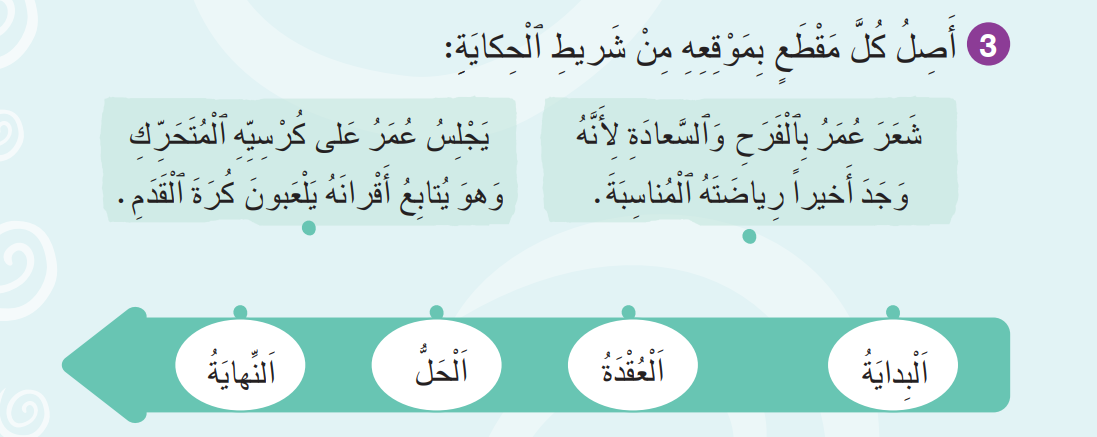 3 أَصِلُ كُلَّ مَقْطَعٍ بِمَوْقِعِهِ مِنْ شَريطِ ٱلْحِكايَةِ:
شَعَرَ عُمَرُ بِٱلْفَرَحِ وَٱلسَّعادَةِ لِأَنَّهُ
وَجَدَ أَخيراً رِياضَتَهُ ٱلْمُناسِبَةَ.
يَجْلِسُ عُمَرُ عَلى كُرْسِيِّهِ ٱلْمُتَحَرِّكِ
وَهوَ يُتابِعُ أَقْرانَهُ يَلْعَبونَ كُرَةَ ٱلْقَدَمِ.
اَلْبِدايَةُ
اَلْعُقْدَةُ
اَلْحَلُّ
اَلنِّهايَةُ